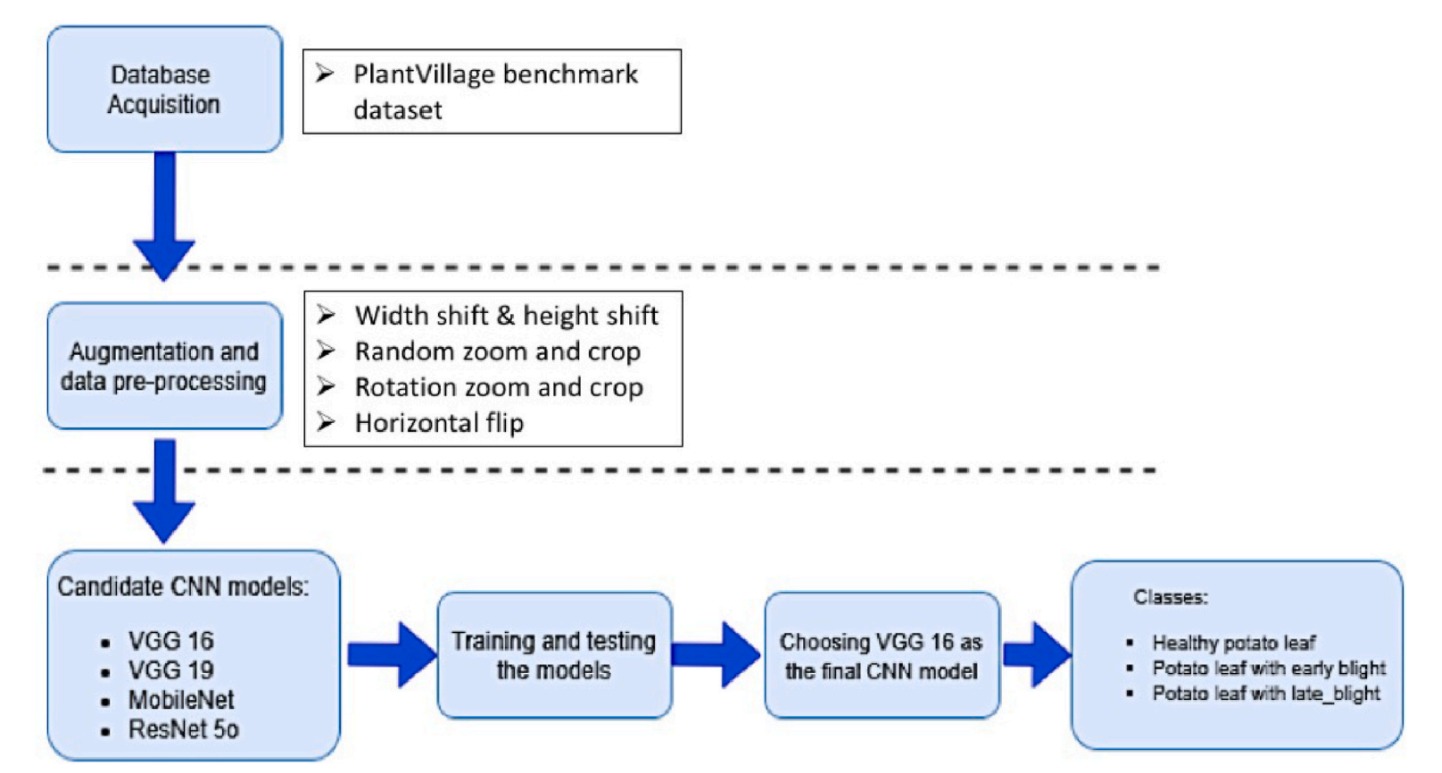 Database
Acquisition
➢ PlantVillage benchmark
dataset
Augmentation and
data pre-processing
➢ Width shift & height shift
➢ Random zoom and crop
➢ Rotation zoom and crop
➢ Horizontal flip
Candidate CNN models:
• VGG 16
• VGG 19
• MobileNet
• ResNet 5o
Training and testing
the models
Choosing VGG 16 as
the final CNN model
Classes:
▪ Healthy potato leaf
▪ Potato leaf with early blight
▪ Potato leaf with late_blight